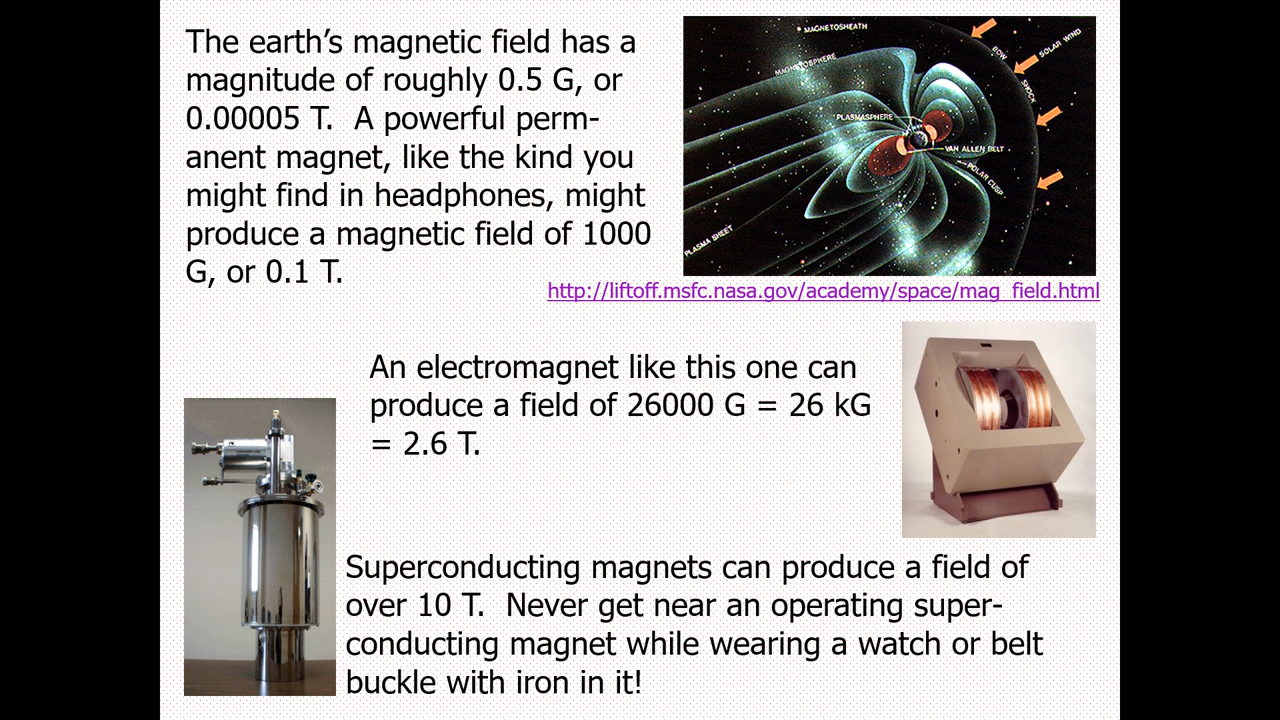 The earth’s magnetic field has a
magnitude of roughly 0.5 G, or
0.00005 T.  A powerful perm-
anent magnet, like the kind you
might find in headphones, might
produce a magnetic field of 1000
G, or 0.1 T.
MAGNETOSHEATH
BOW SHOCK
SOLAR WIND
MAGNETOSPHERE
PLASMASPHERE
VAN ALLEN BELT
POLAR CUSP
PLASMA SHEET
http://liftoff.msfc.nasa.gov/academy/space/mag_field.html
An electromagnet like this one can
produce a field of 26000 G = 26 kG
= 2.6 T.
Superconducting magnets can produce a field of
over 10 T.  Never get near an operating super-
conducting magnet while wearing a watch or belt
buckle with iron in it!